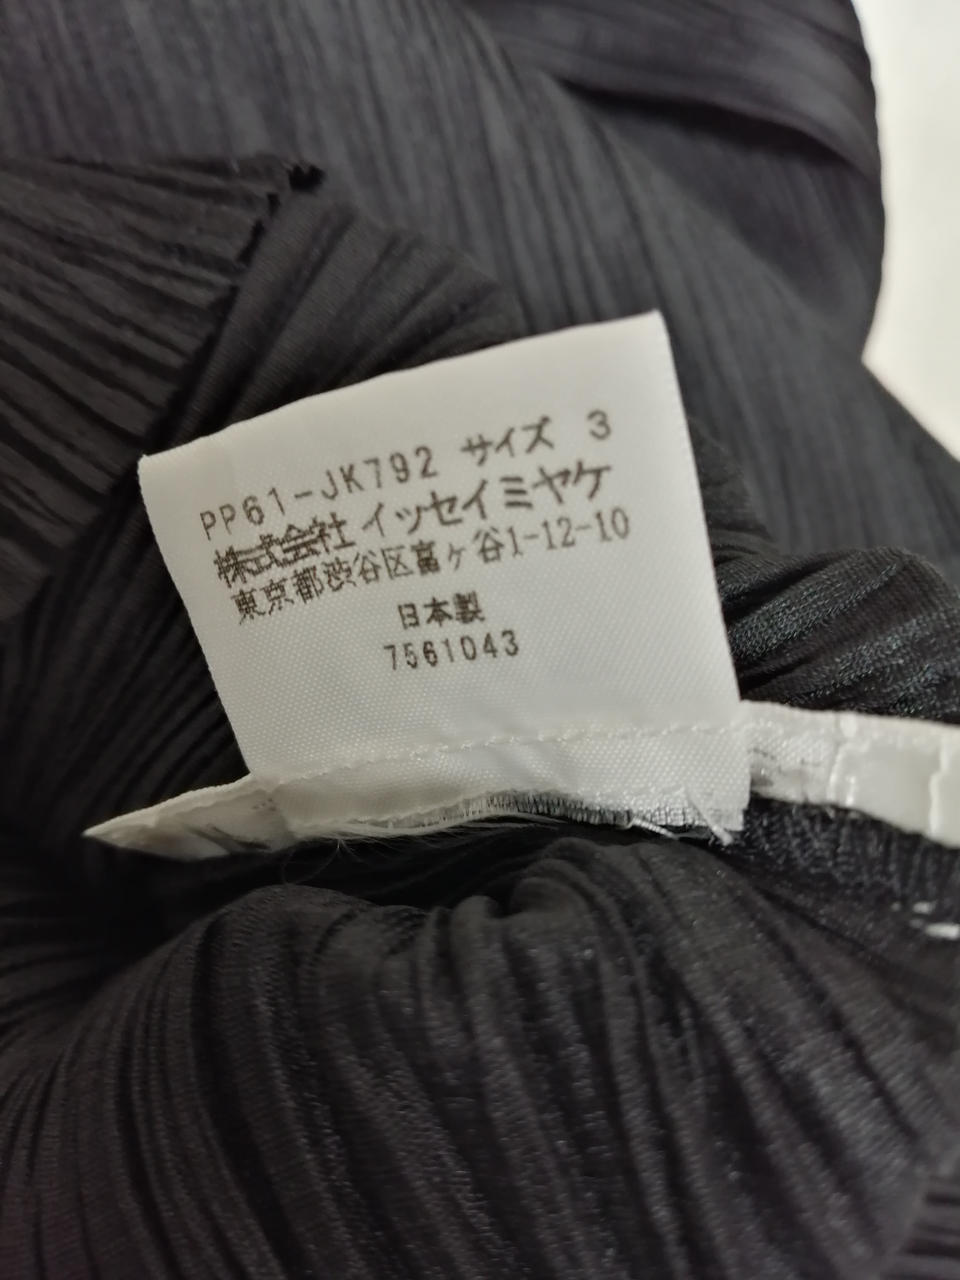 PP61-JK792 サイズ 3
株式会社 イッセイミヤケ
東京都渋谷区富ヶ谷1-12-10
日本製
7561043